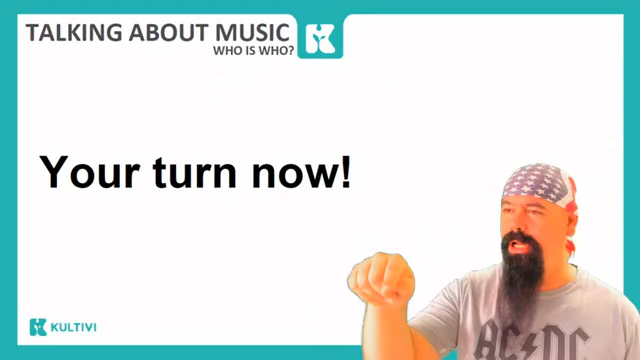 TALKING ABOUT MUSIC
WHO IS WHO?
Your turn now!
KULTIVI
AC DC